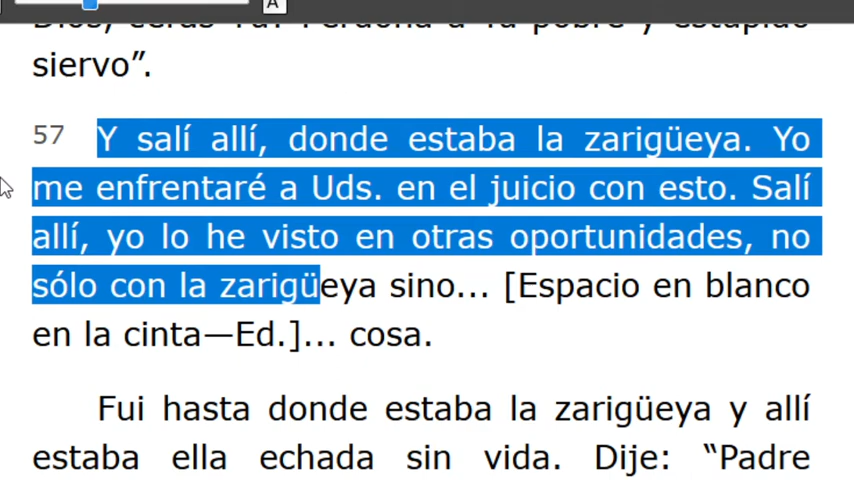 siervo”.
57 Y salí allí, donde estaba la zarigüeya. Yo
me enfrentaré a Uds. en el juicio con esto. Salí
allí, yo lo he visto en otras oportunidades, no
sólo con la zarigüeya sino... [Espacio en blanco
en la cinta—Ed.]... cosa.
Fui hasta donde estaba la zarigüeya y allí
estaba ella echada sin vida. Dije: “Padre